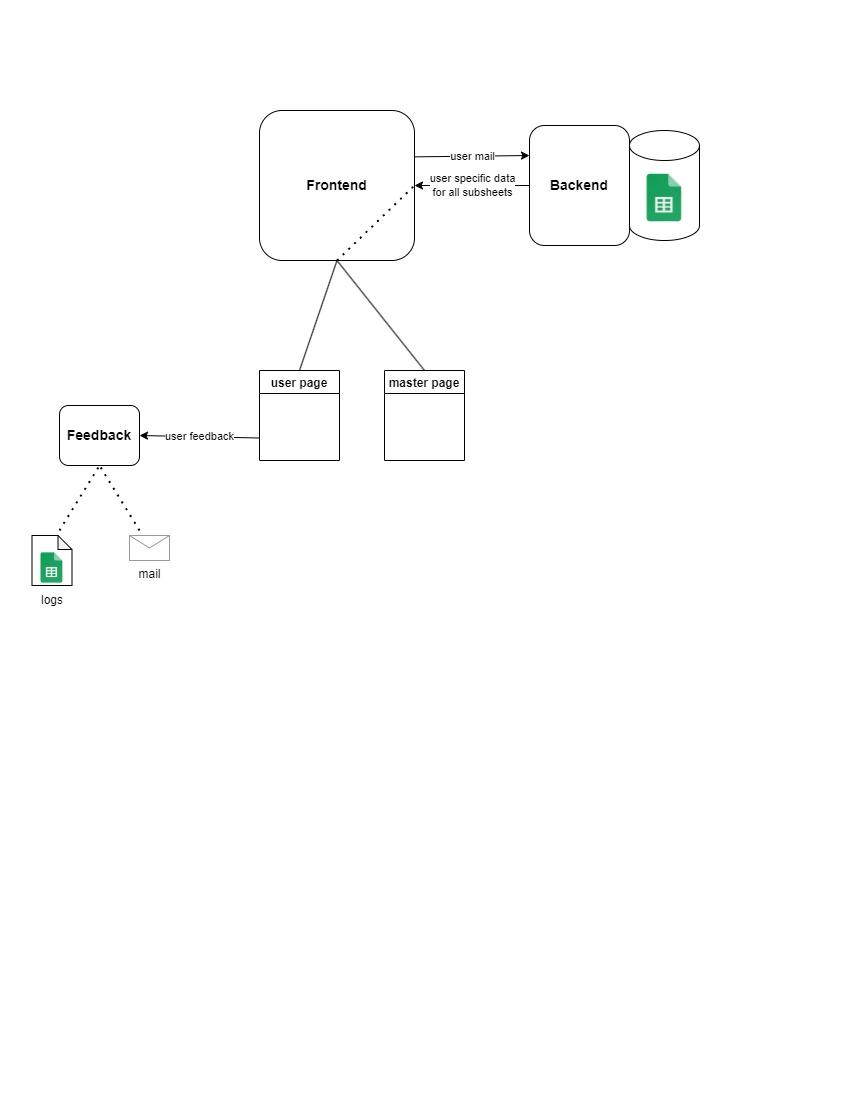 Frontend
user mail
user specific data
for all subsheets
Backend
user page
master page
Feedback
user feedback
logs
mail